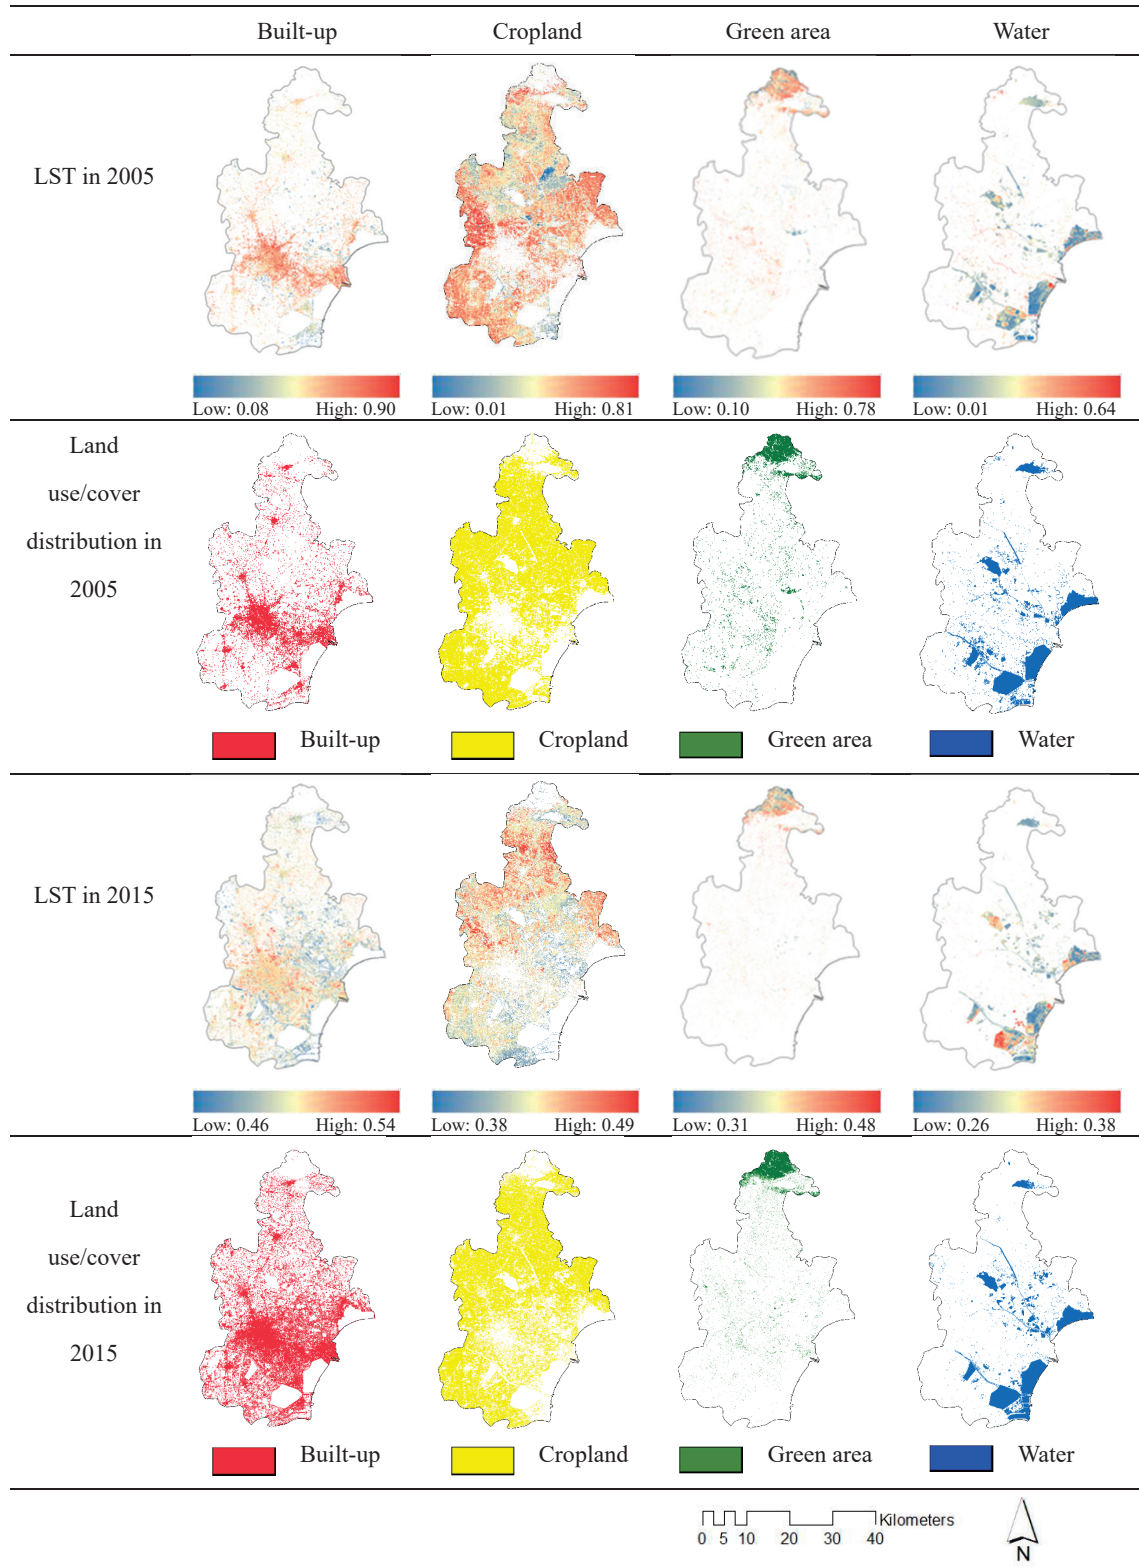 Built-up Cropland Green area Water
LST in 2005
Low: 0.08 High: 0.90 Low: 0.01 High: 0.81 Low: 0.10 High: 0.78 Low: 0.01 High: 0.64
Land
use/cover
distribution in
2005
Built-up Cropland Green area Water
LST in 2015
Low: 0.46 High: 0.54 Low: 0.38 High: 0.49 Low: 0.31 High: 0.48 Low: 0.26 High: 0.38
Land
use/cover
distribution in
2015
Built-up Cropland Green area Water
Kilometers
0 5 10 20 30 40
N